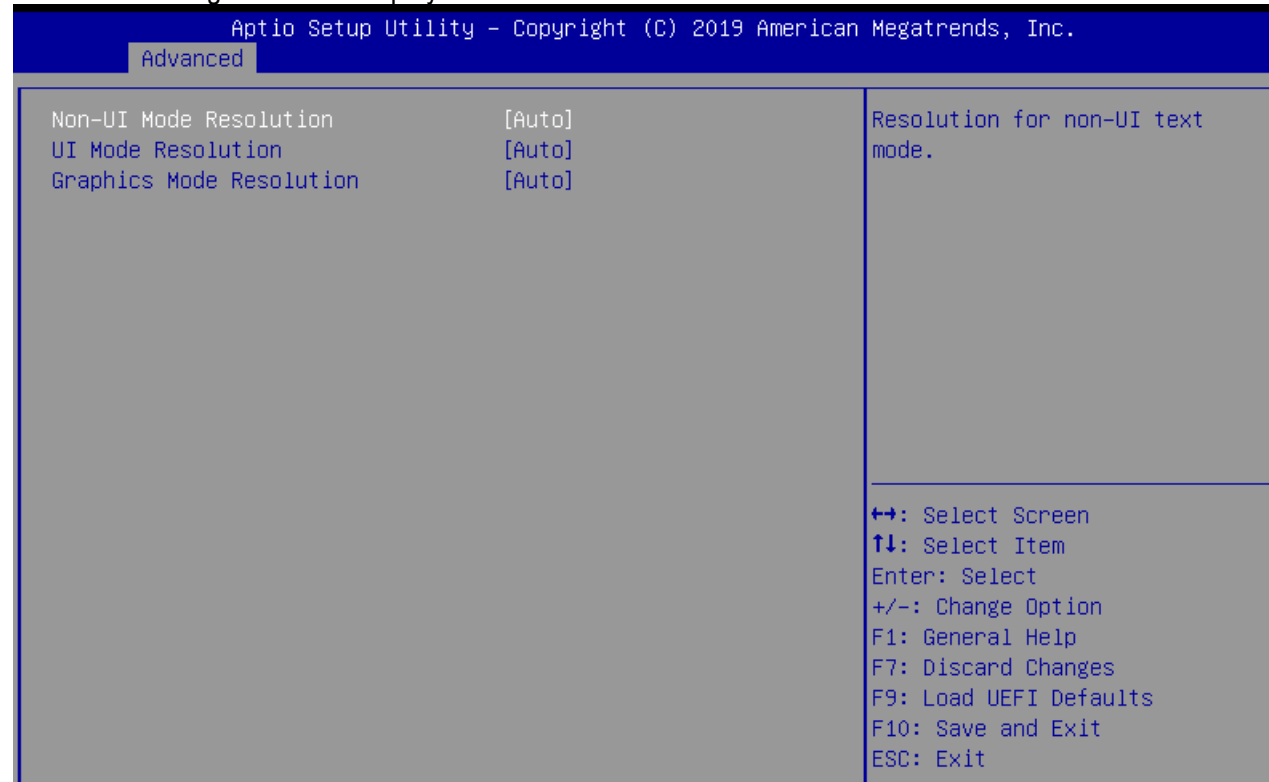 Aptio Setup Utility – Copyright (C) 2019 American Megatrends, Inc.
Advanced
Non-UI Mode Resolution [Auto]
UI Mode Resolution [Auto]
Graphics Mode Resolution [Auto]
Resolution for non-UI text
mode.
↔: Select Screen
↑↓: Select Item
Enter: Select
+/-: Change Option
F1: General Help
F7: Discard Changes
F9: Load UEFI Defaults
F10: Save and Exit
ESC: Exit